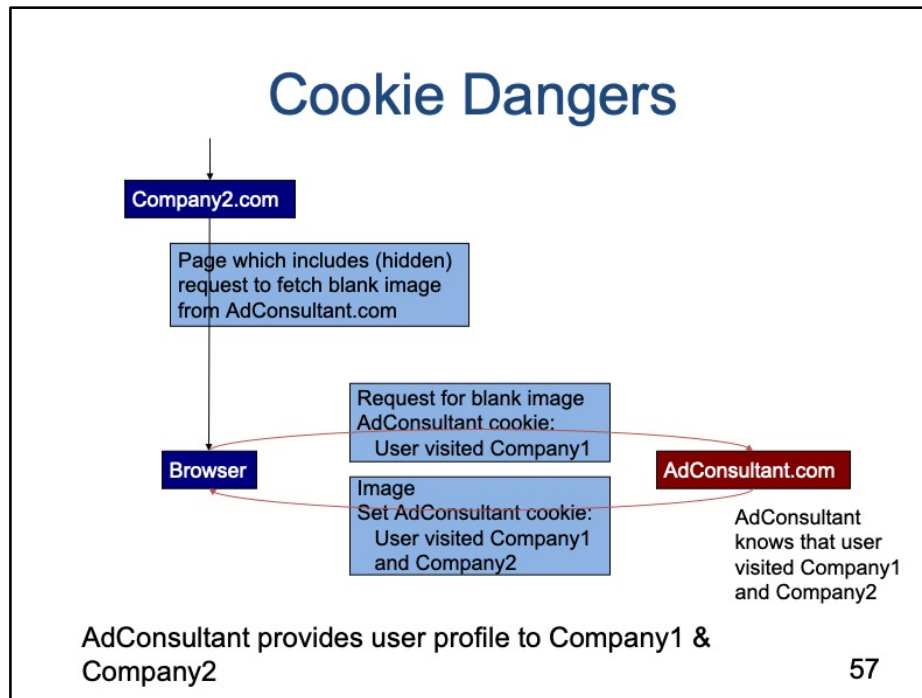 Cookie Dangers
Company2.com
Page which includes (hidden)
request to fetch blank image
from AdConsultant.com
Request for blank image
AdConsultant cookie:
User visited Company1
Browser
AdConsultant.com
Image
Set AdConsultant cookie:
User visited Company1
and Company2
AdConsultant
knows that user
visited Company1
and Company2
AdConsultant provides user profile to Company1 &
Company2
57